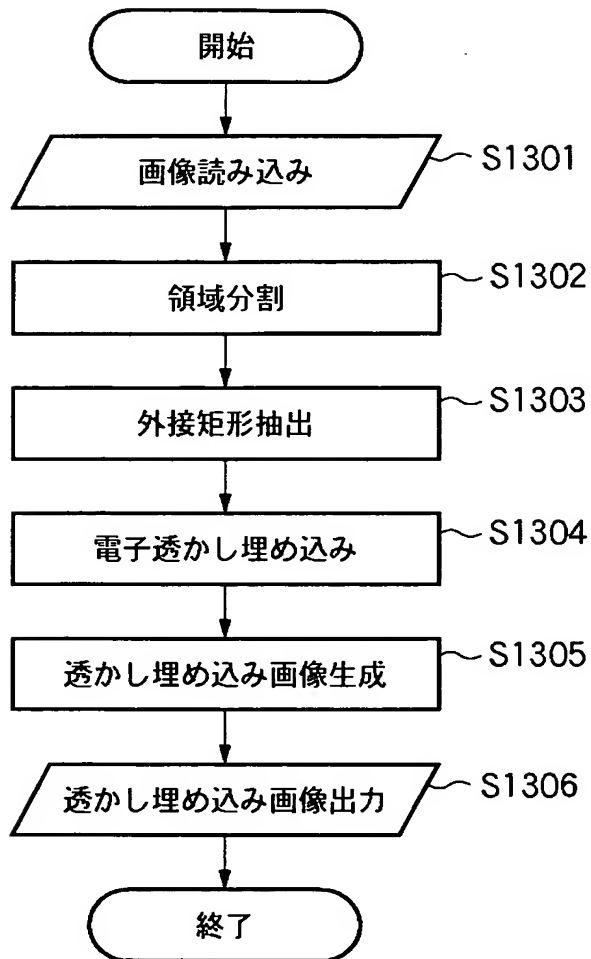 開始
画像読み込み
S1301
領域分割
S1302
外接矩形抽出
S1303
電子透かし埋め込み
S1304
透かし埋め込み画像生成
S1305
透かし埋め込み画像出力
S1306
終了